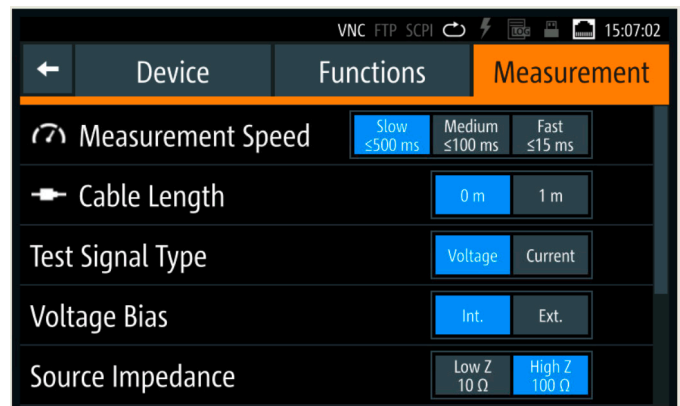 VNC FTP SCPI LOG 15:07:02
Device Functions Measurement
Measurement Speed Slow Medium Fast
≤500 ms ≤100 ms ≤15 ms
Cable Length 0 m 1 m
Test Signal Type Voltage Current
Voltage Bias Int. Ext.
Source Impedance Low Z High Z
10 Ω 100 Ω